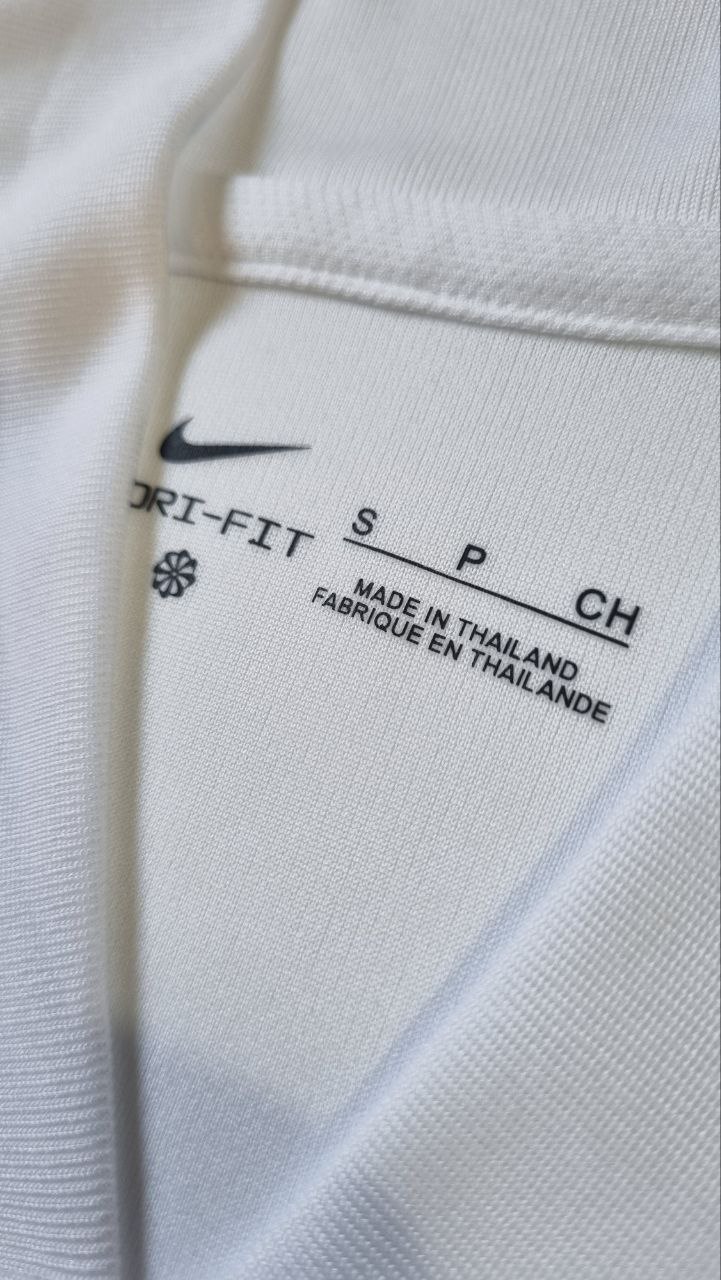 DRI-FIT
S P CH
MADE IN THAILAND
FABRIQUE EN THAILANDE